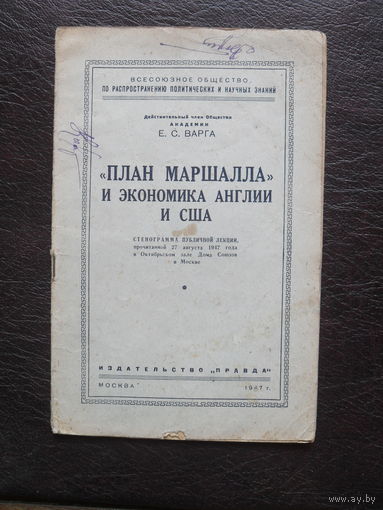 ВСЕСОЮЗНОЕ ОБЩЕСТВО
ПО РАСПРОСТРАНЕНИЮ ПОЛИТИЧЕСКИХ И НАУЧНЫХ ЗНАНИЙ
Действительный член Общества
АКАДЕМИК
Е. С. ВАРГА
«ПЛАН МАРШАЛЛА»
И ЭКОНОМИКА АНГЛИИ
И США
СТЕНОГРАММА ПУБЛИЧНОЙ ЛЕКЦИИ,
прочитанной 27 августа 1947 года
в Октябрьском зале Дома Союзов
в Москве
ИЗДАТЕЛЬСТВО „ПРАВДА"
МОСКВА 1947 г.
ay.by